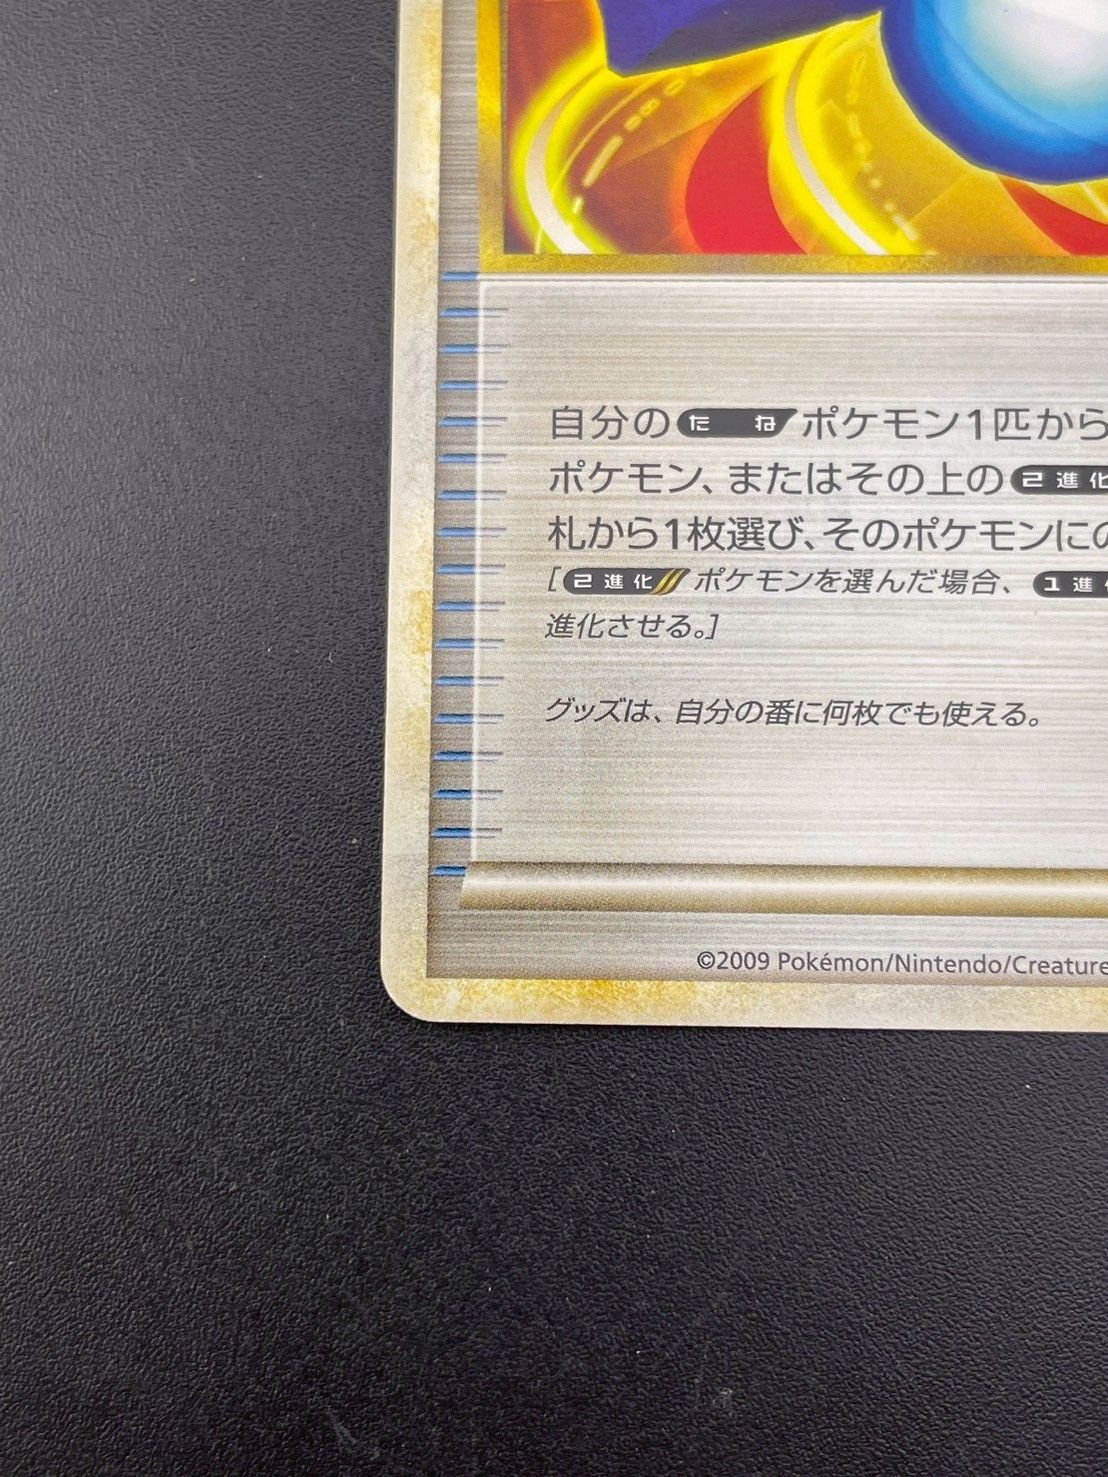 自分の たね ポケモン1匹から
ポケモン、またはその上の 2進化
札から1枚選び、そのポケモンにの
[2進化 ポケモンを選んだ場合、 1進
進化させる。]
グッズは、自分の番に何枚でも使える。
©2009 Pokémon/Nintendo/Creature